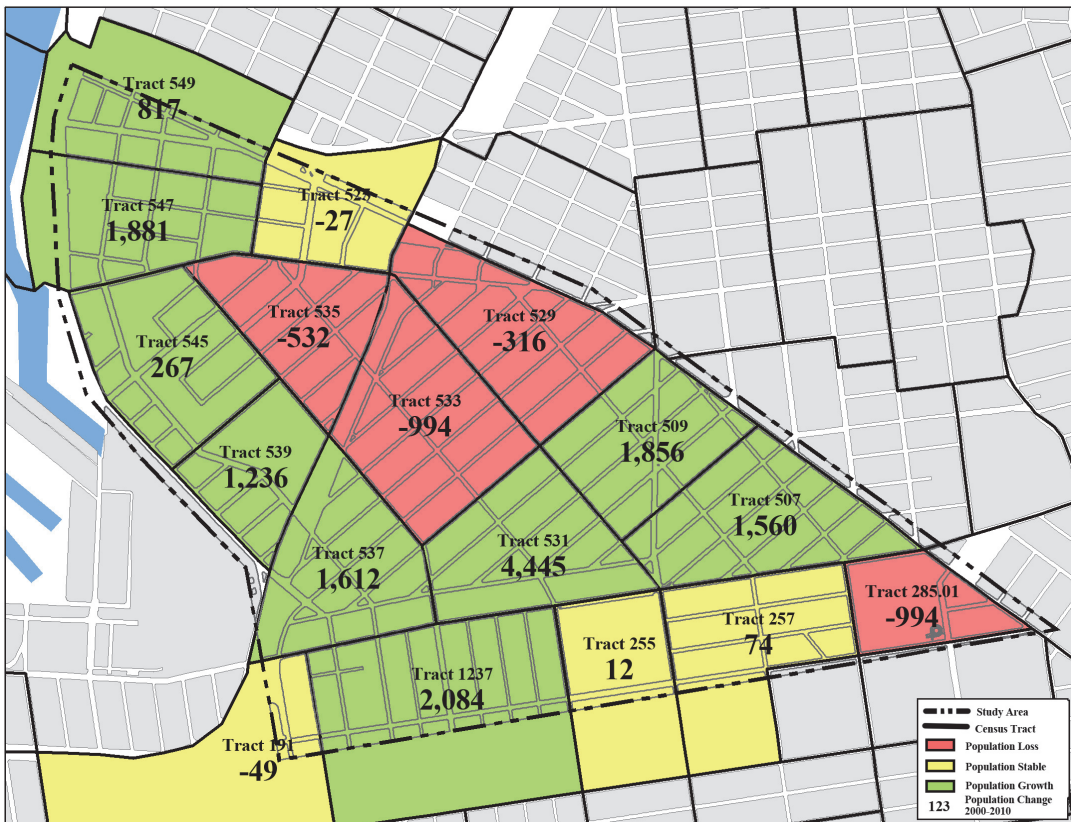 Tract 549
817
Tract 547
1,881
Tract 525
-27
Tract 535
-532
Tract 529
-316
Tract 545
267
Tract 533
-994
Tract 509
1,856
Tract 539
1,236
Tract 507
1,560
Tract 537
1,612
Tract 531
4,445
Tract 285.01
-994
Tract 257
74
Tract 255
12
Tract 1237
2,084
Tract 191
-49
Study Area
Census Tract
Population Loss
Population Stable
Population Growth
123 Population Change
2000-2010